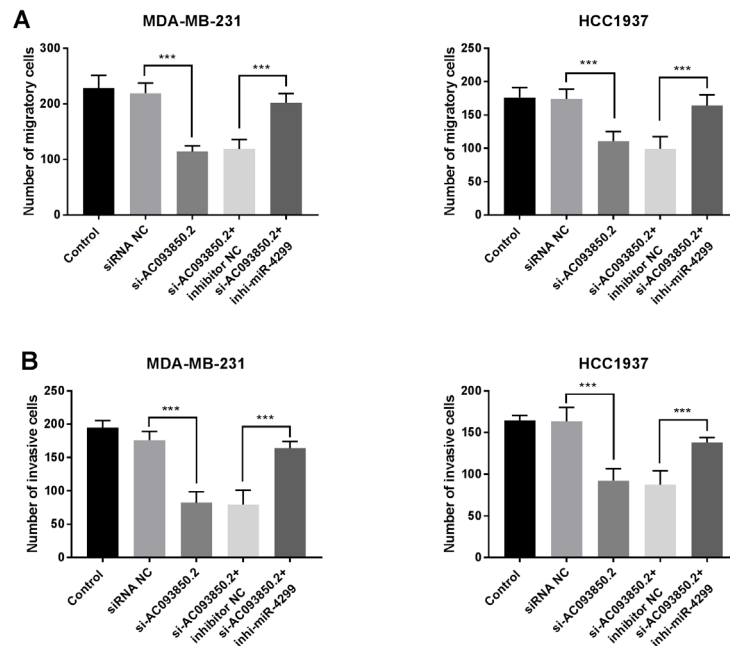 A
MDA-MB-231
Number of migratory cells
300
200
100
0
***
***
Control
siRNA NC
si-AC093850.2
si-AC093850.2+
inhibitor NC
si-AC093850.2+
inhi-miR-4299
HCC1937
Number of migratory cells
250
200
150
100
50
0
***
***
Control
siRNA NC
si-AC093850.2
si-AC093850.2+
inhibitor NC
si-AC093850.2+
inhi-miR-4299
B
MDA-MB-231
Number of invasive cells
250
200
150
100
50
0
***
***
Control
siRNA NC
si-AC093850.2
si-AC093850.2+
inhibitor NC
si-AC093850.2+
inhi-miR-4299
HCC1937
Number of invasive cells
200
150
100
50
0
***
***
Control
siRNA NC
si-AC093850.2
si-AC093850.2+
inhibitor NC
si-AC093850.2+
inhi-miR-4299